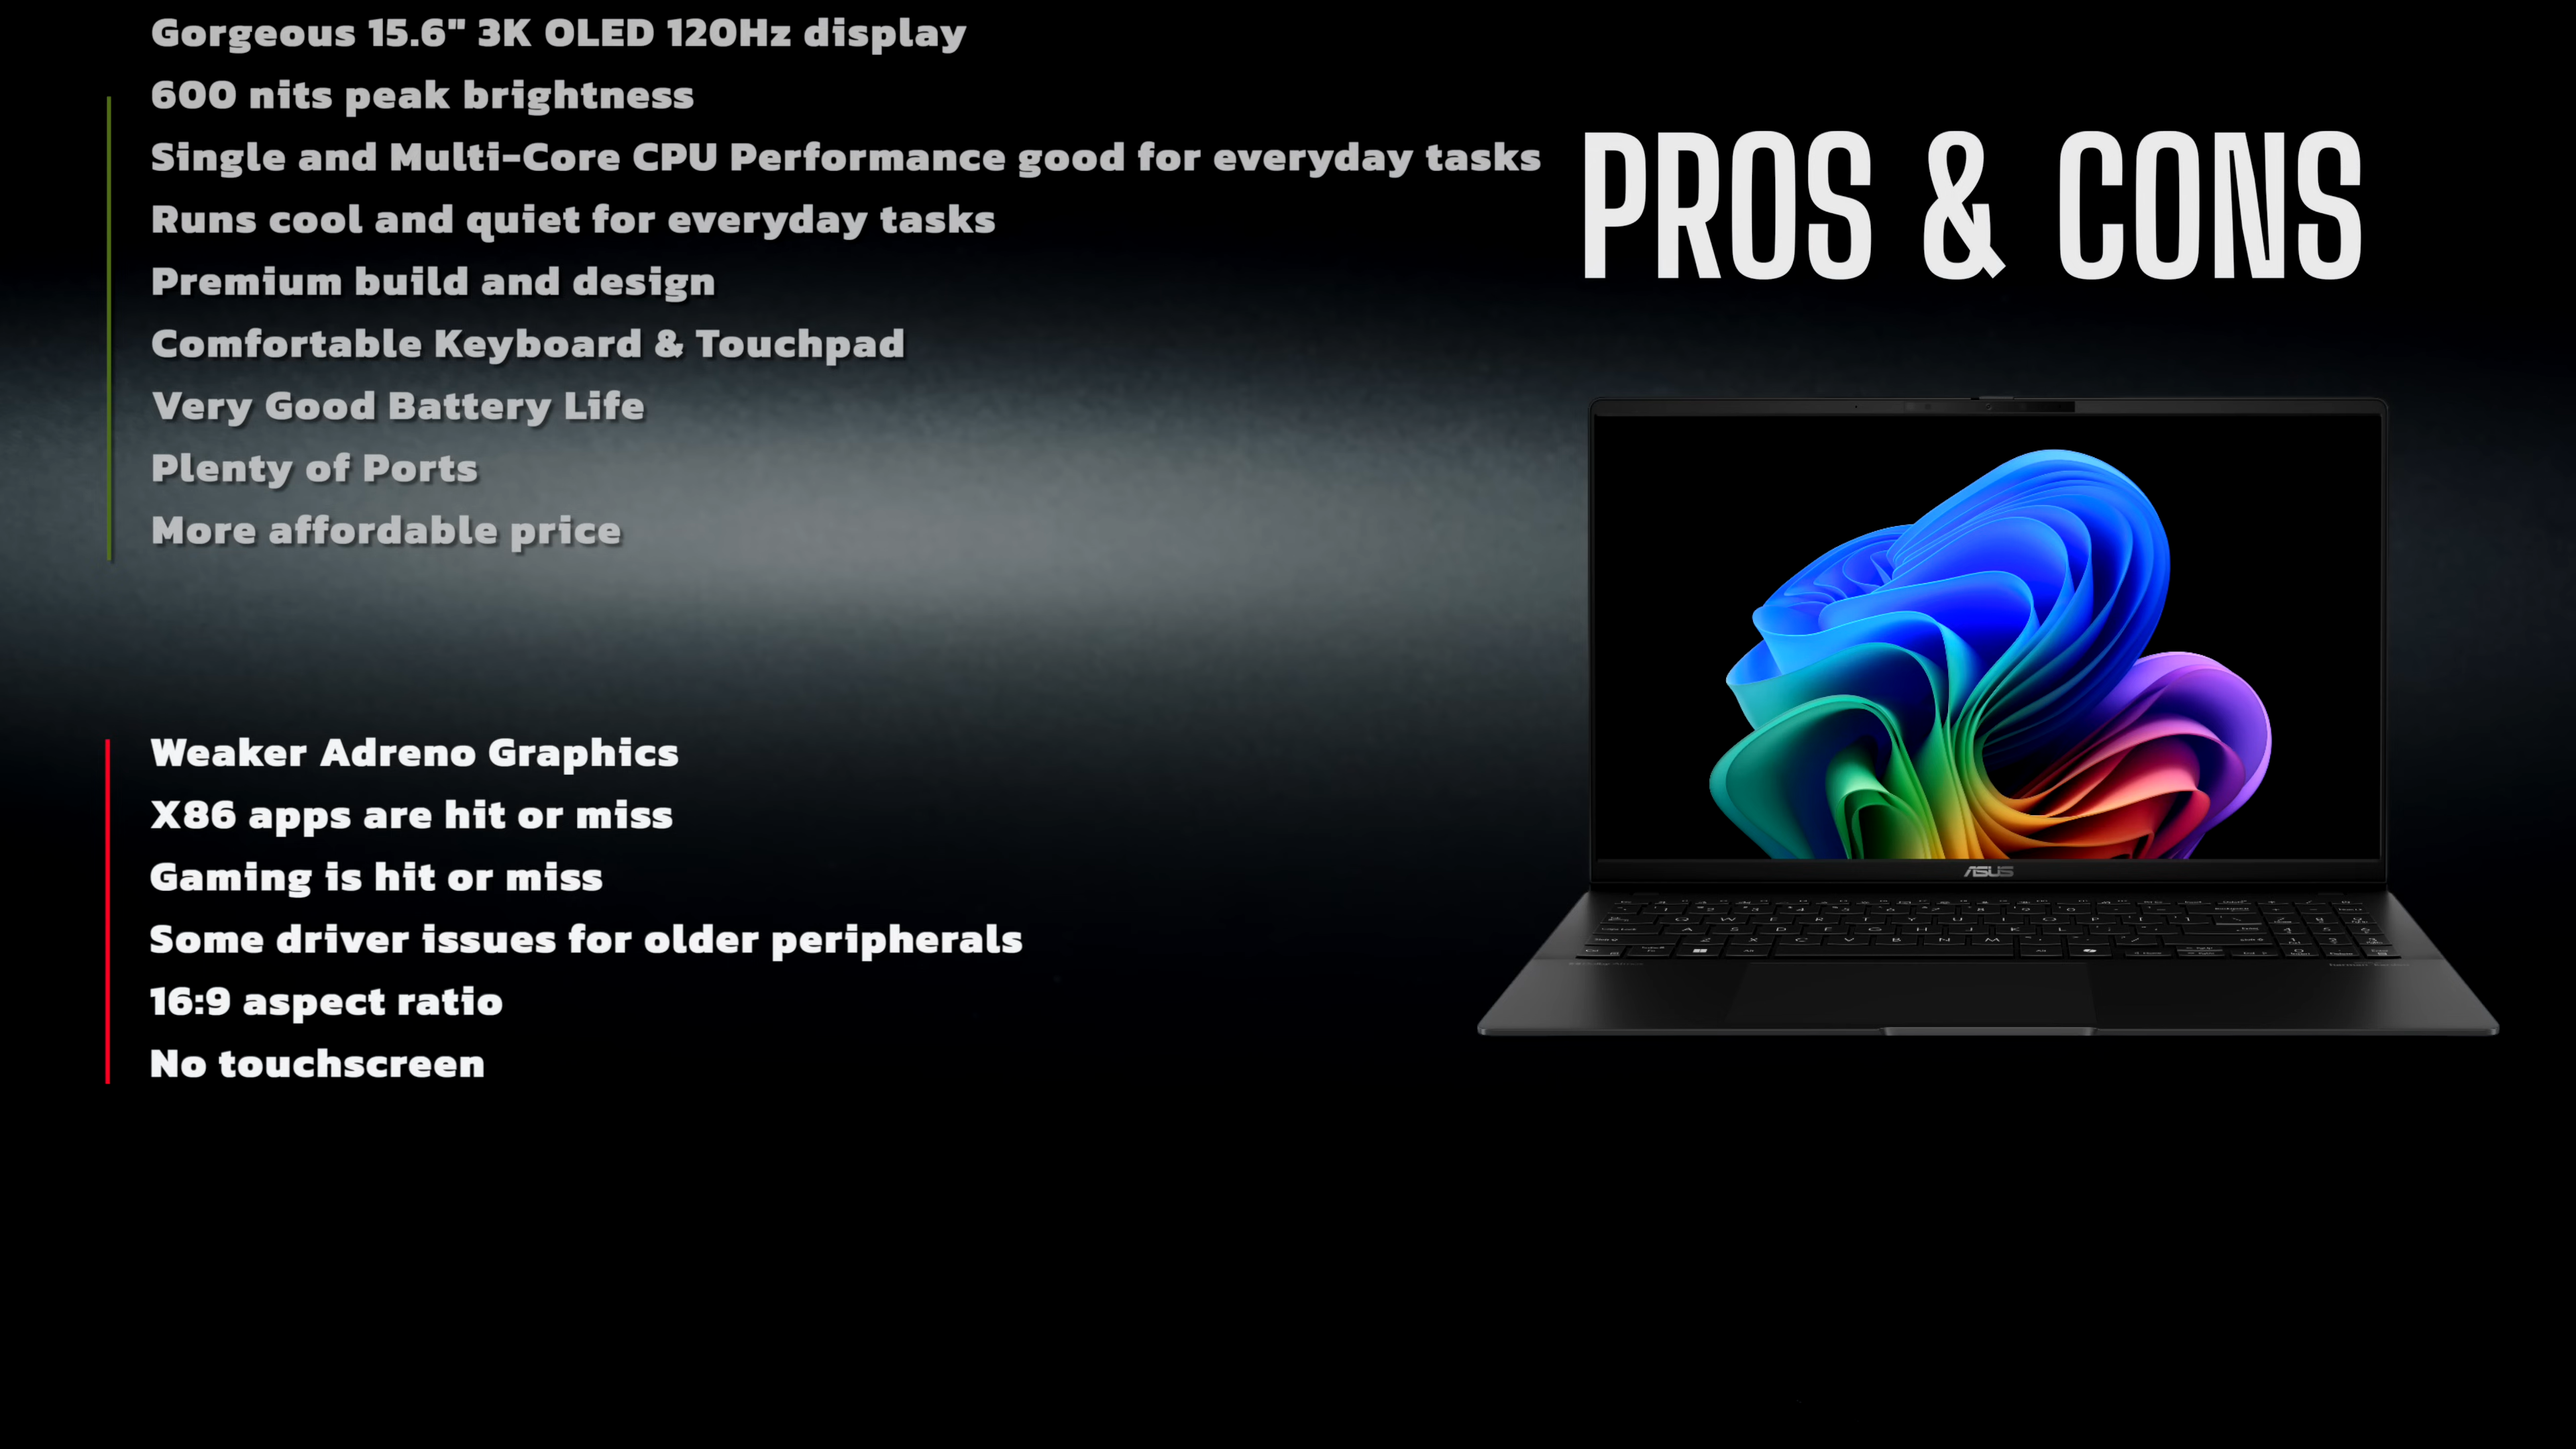 Gorgeous 15.6" 3K OLED 120Hz display
600 nits peak brightness
Single and Multi-Core CPU Performance good for everyday tasks
Runs cool and quiet for everyday tasks
Premium build and design
Comfortable Keyboard & Touchpad
Very Good Battery Life
Plenty of Ports
More affordable price
Weaker Adreno Graphics
X86 apps are hit or miss
Gaming is hit or miss
Some driver issues for older peripherals
16:9 aspect ratio
No touchscreen
PROS & CONS
ASUS